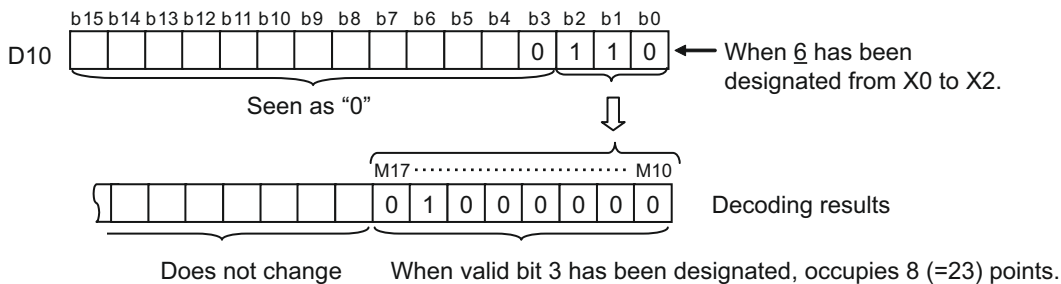 b15 b14 b13 b12 b11 b10 b9 b8 b7 b6 b5 b4 b3 b2 b1 b0
D10 0 1 1 0 When 6 has been
designated from X0 to X2.
Seen as “0”
M17 M10
0 1 0 0 0 0 0 0 Decoding results
Does not change When valid bit 3 has been designated, occupies 8 (=23) points.